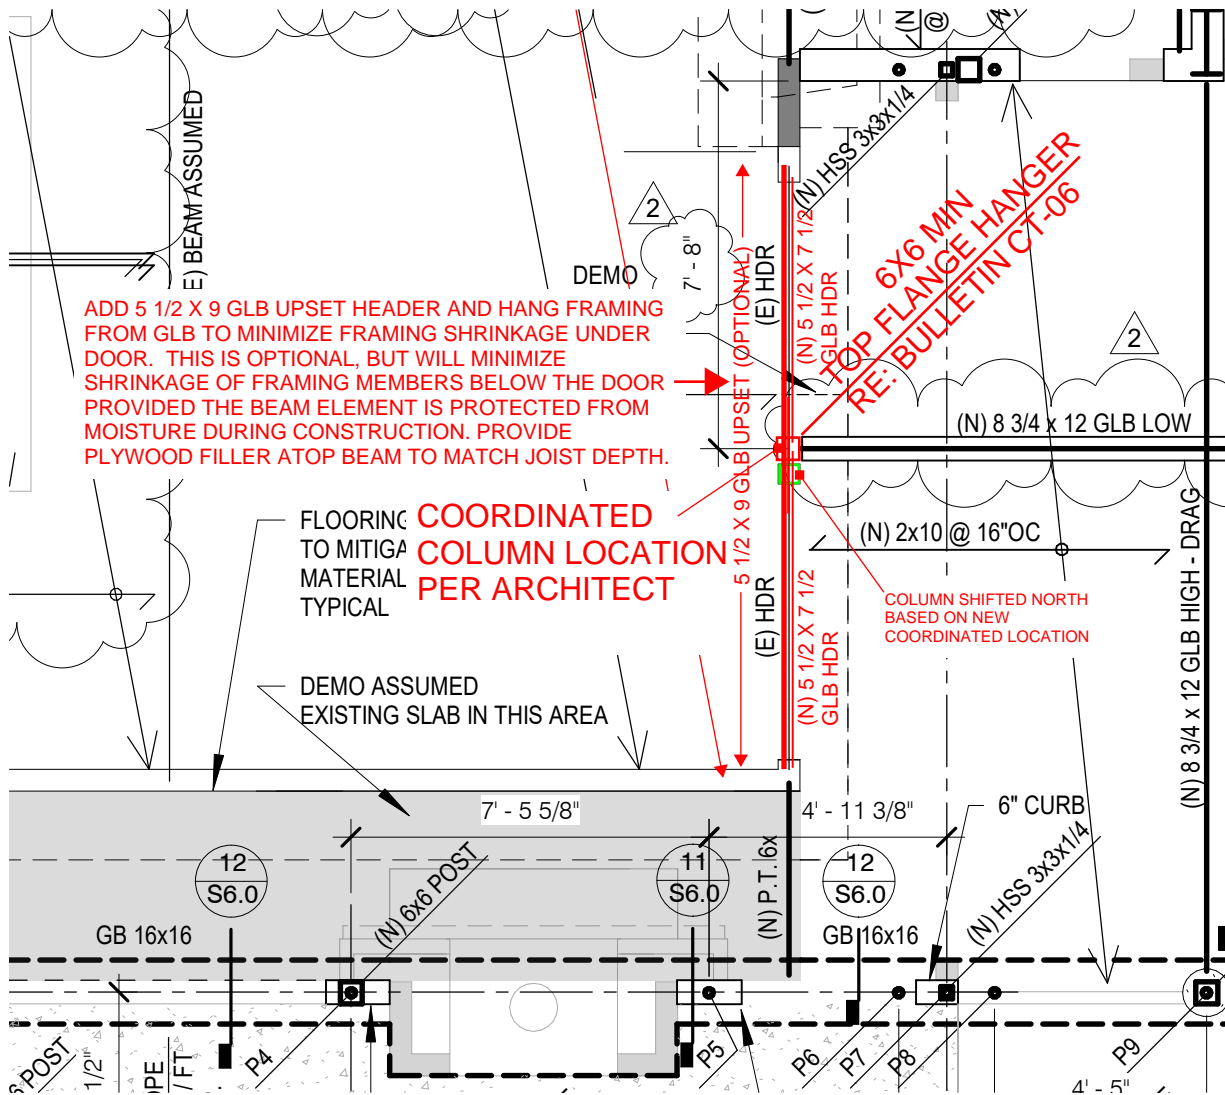 (N)
@
(N)
(E) BEAM ASSUMED
(N) HSS 3x3x1/4
2
7' - 8"
DEMO
(E) HDR
(N) 5 1/2 X 7 1/2
GLB HDR
6X6 MIN
TOP FLANGE HANGER
RE: BULLETIN CT-06
2
ADD 5 1/2 X 9 GLB UPSET HEADER AND HANG FRAMING
FROM GLB TO MINIMIZE FRAMING SHRINKAGE UNDER
DOOR. THIS IS OPTIONAL, BUT WILL MINIMIZE
SHRINKAGE OF FRAMING MEMBERS BELOW THE DOOR
PROVIDED THE BEAM ELEMENT IS PROTECTED FROM
MOISTURE DURING CONSTRUCTION. PROVIDE
PLYWOOD FILLER ATOP BEAM TO MATCH JOIST DEPTH.
5 1/2 X 9 GLB UPSET (OPTIONAL)
(N) 8 3/4 x 12 GLB LOW
FLOORING
TO MITIGA
MATERIAL
TYPICAL
COORDINATED
COLUMN LOCATION
PER ARCHITECT
(N) 2x10 @ 16"OC
(E) HDR
(N) 5 1/2 X 7 1/2
GLB HDR
COLUMN SHIFTED NORTH
BASED ON NEW
COORDINATED LOCATION
(N) 8 3/4 x 12 GLB HIGH - DRAG
DEMO ASSUMED
EXISTING SLAB IN THIS AREA
7' - 5 5/8"
4' - 11 3/8"
6" CURB
12
S6.0
(N) 6x6 POST
11
S6.0
(N) P.T. 6x
12
S6.0
(N) HSS 3x3x1/4
GB 16x16
GB 16x16
POST
1/2"
OPE
/ FT
P4
P5
P6
P7
P8
P9
4' - 5"